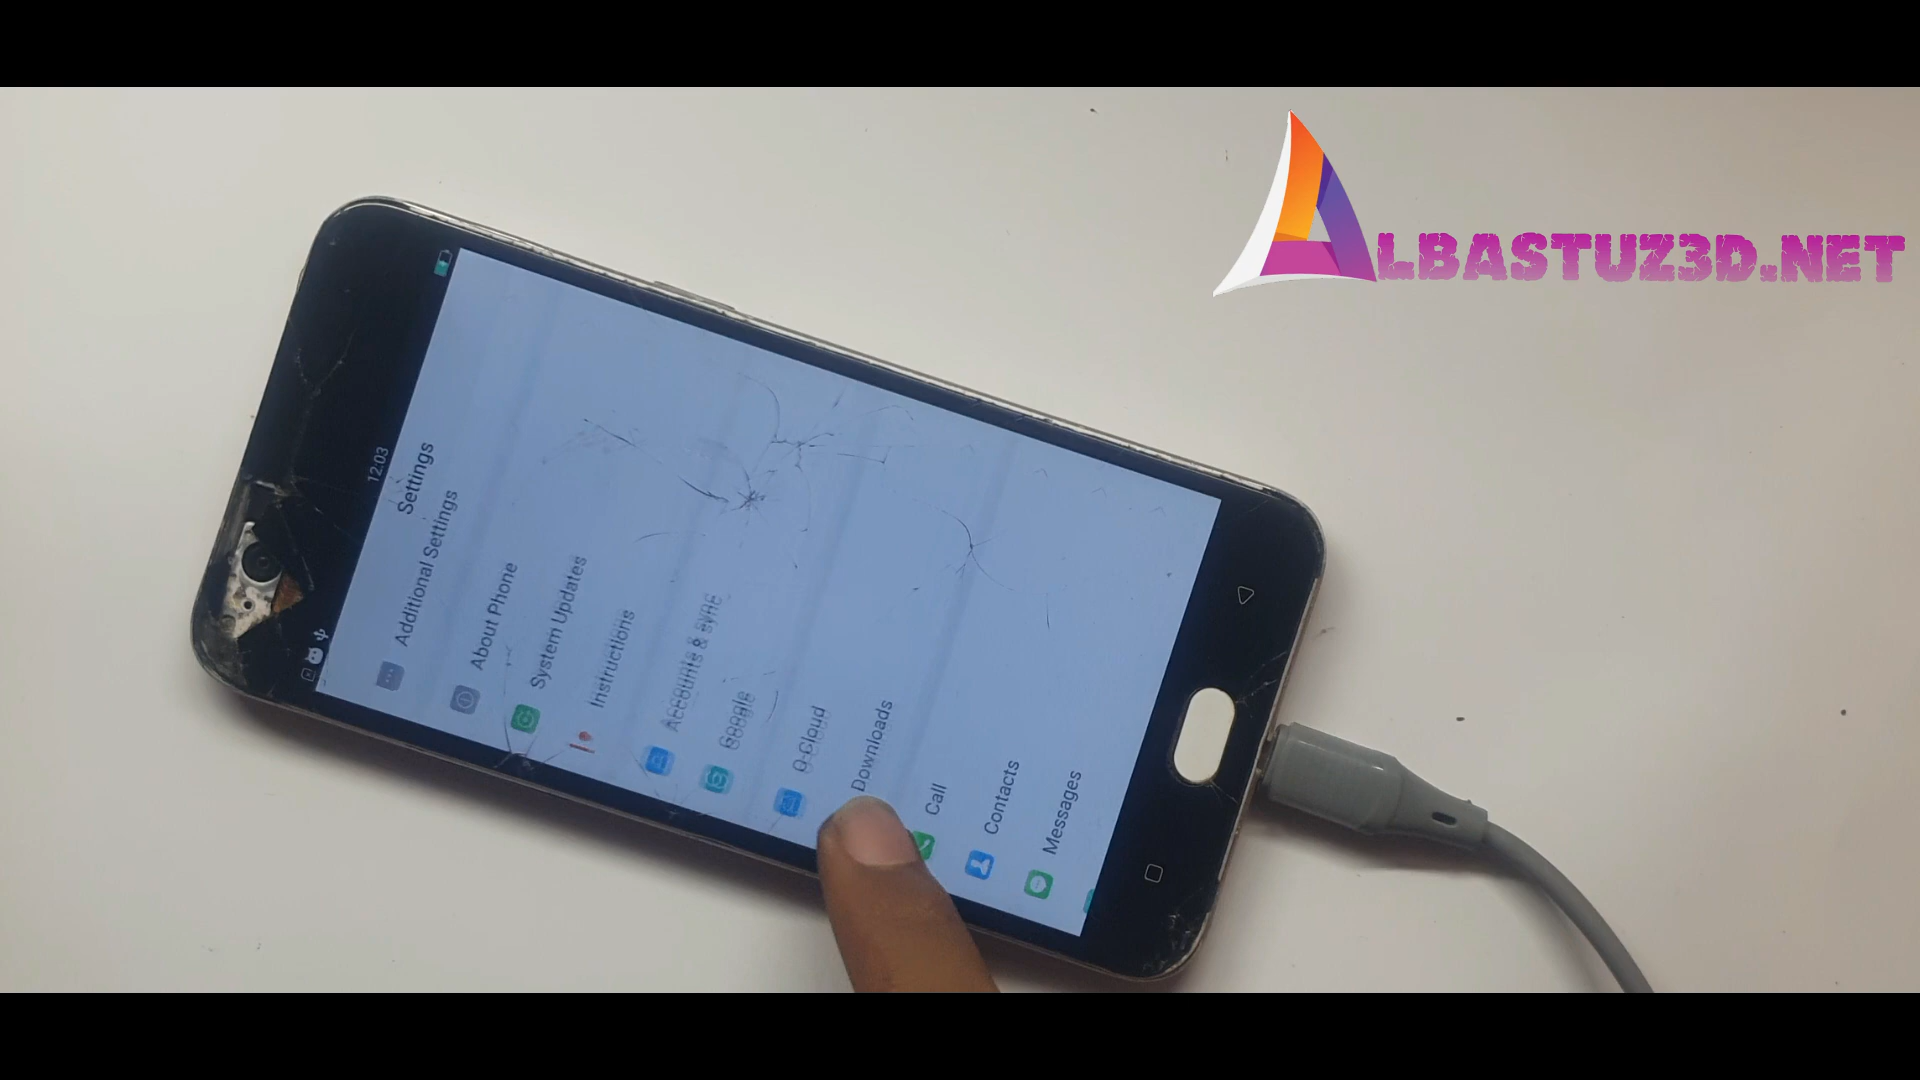 ALBASTUZ3D.NET
12:03
Settings
Additional Settings
About Phone
System Updates
Instructions
Accounts & sync
Google
O-Cloud
Downloads
Call
Contacts
Messages